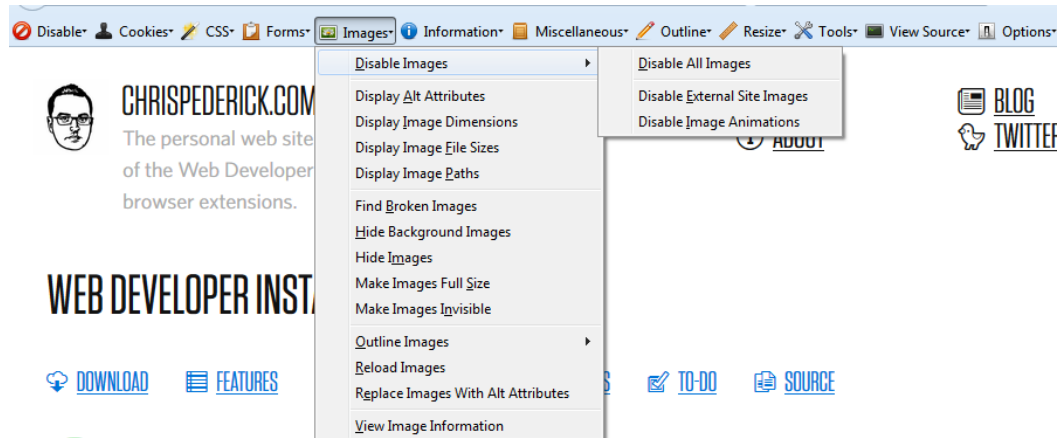 Disable Cookies CSS Forms Images Information Miscellaneous Outline Resize Tools View Source Options
Disable Images
Disable All Images
Disable External Site Images
Disable Image Animations
Display Alt Attributes
Display Image Dimensions
Display Image File Sizes
Display Image Paths
Find Broken Images
Hide Background Images
Hide Images
Make Images Full Size
Make Images Invisible
Outline Images
Reload Images
Replace Images With Alt Attributes
View Image Information
CHRISPEDERICK.COM
The personal web site
of the Web Developer
browser extensions.
ABOUT
BLOG
TWITTER
WEB DEVELOPER INSTA
DOWNLOAD FEATURES TO-DO SOURCE